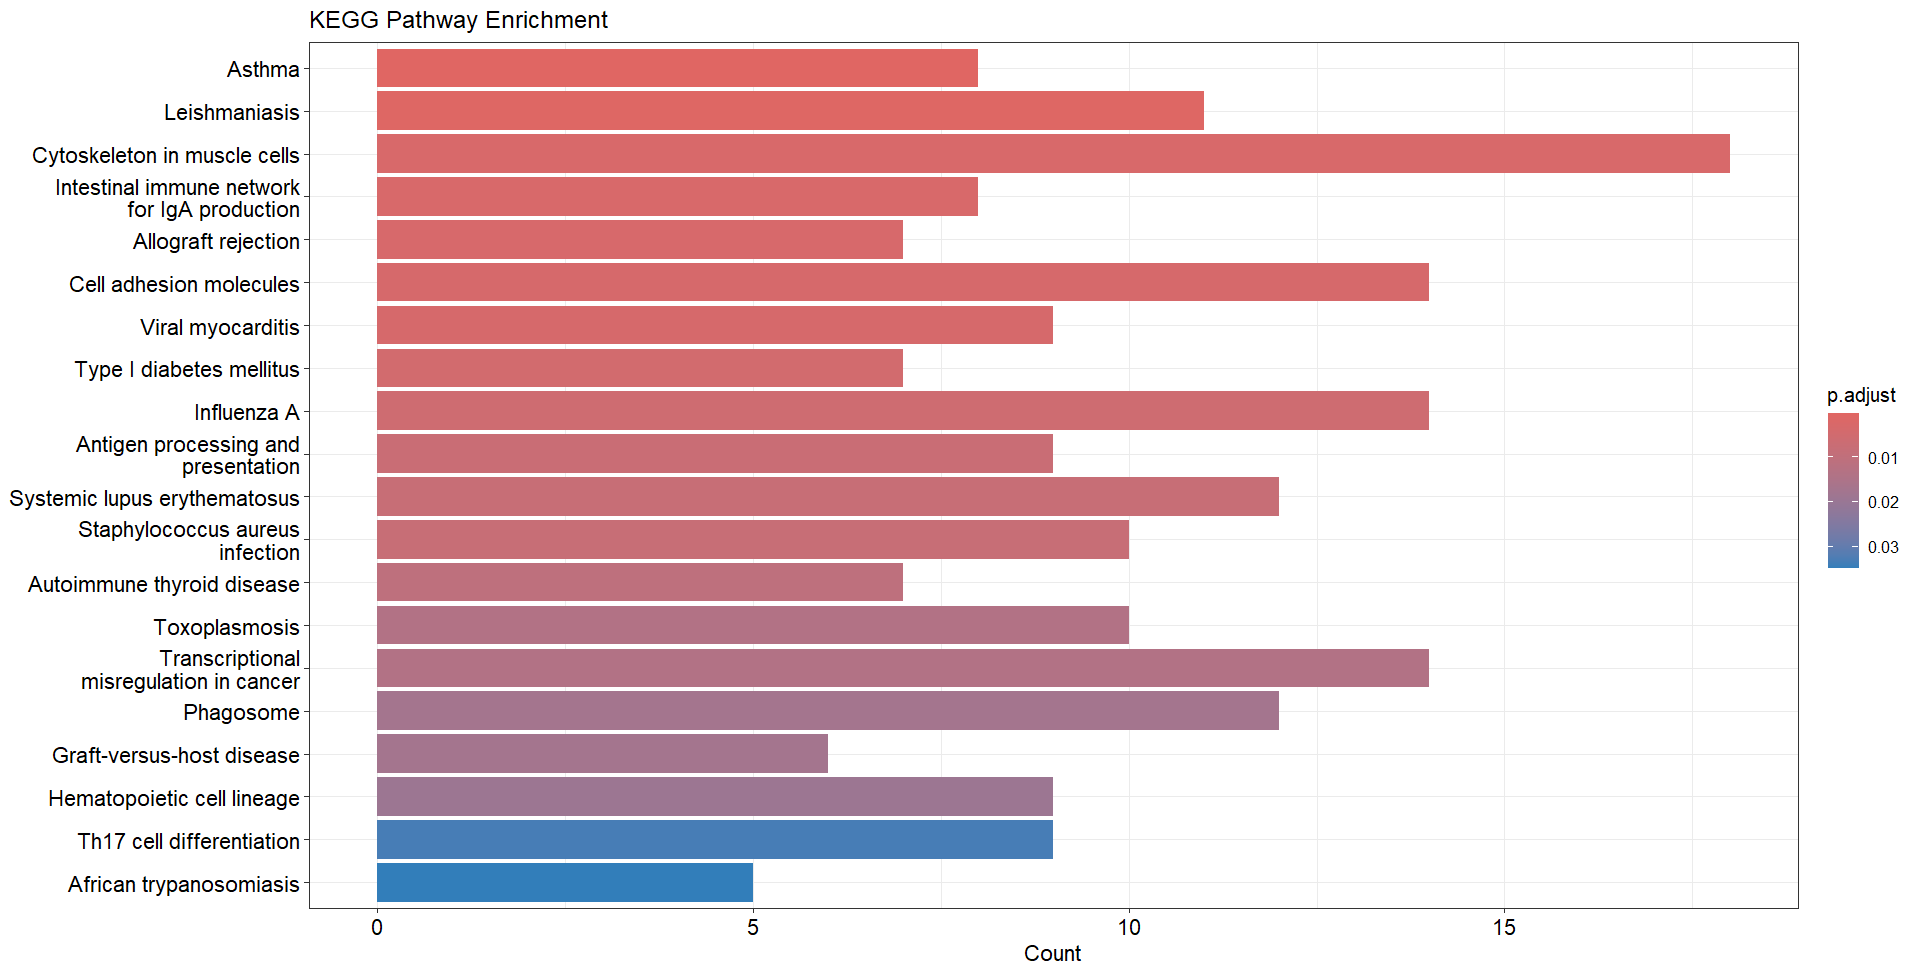 KEGG Pathway Enrichment
Asthma
Leishmaniasis
Cytoskeleton in muscle cells
Intestinal immune network
for IgA production
Allograft rejection
Cell adhesion molecules
Viral myocarditis
Type I diabetes mellitus
Influenza A
Antigen processing and
presentation
Systemic lupus erythematosus
Staphylococcus aureus
infection
Autoimmune thyroid disease
Toxoplasmosis
Transcriptional
misregulation in cancer
Phagosome
Graft-versus-host disease
Hematopoietic cell lineage
Th17 cell differentiation
African trypanosomiasis
0 5 10 15
Count
p.adjust
0.01
0.02
0.03